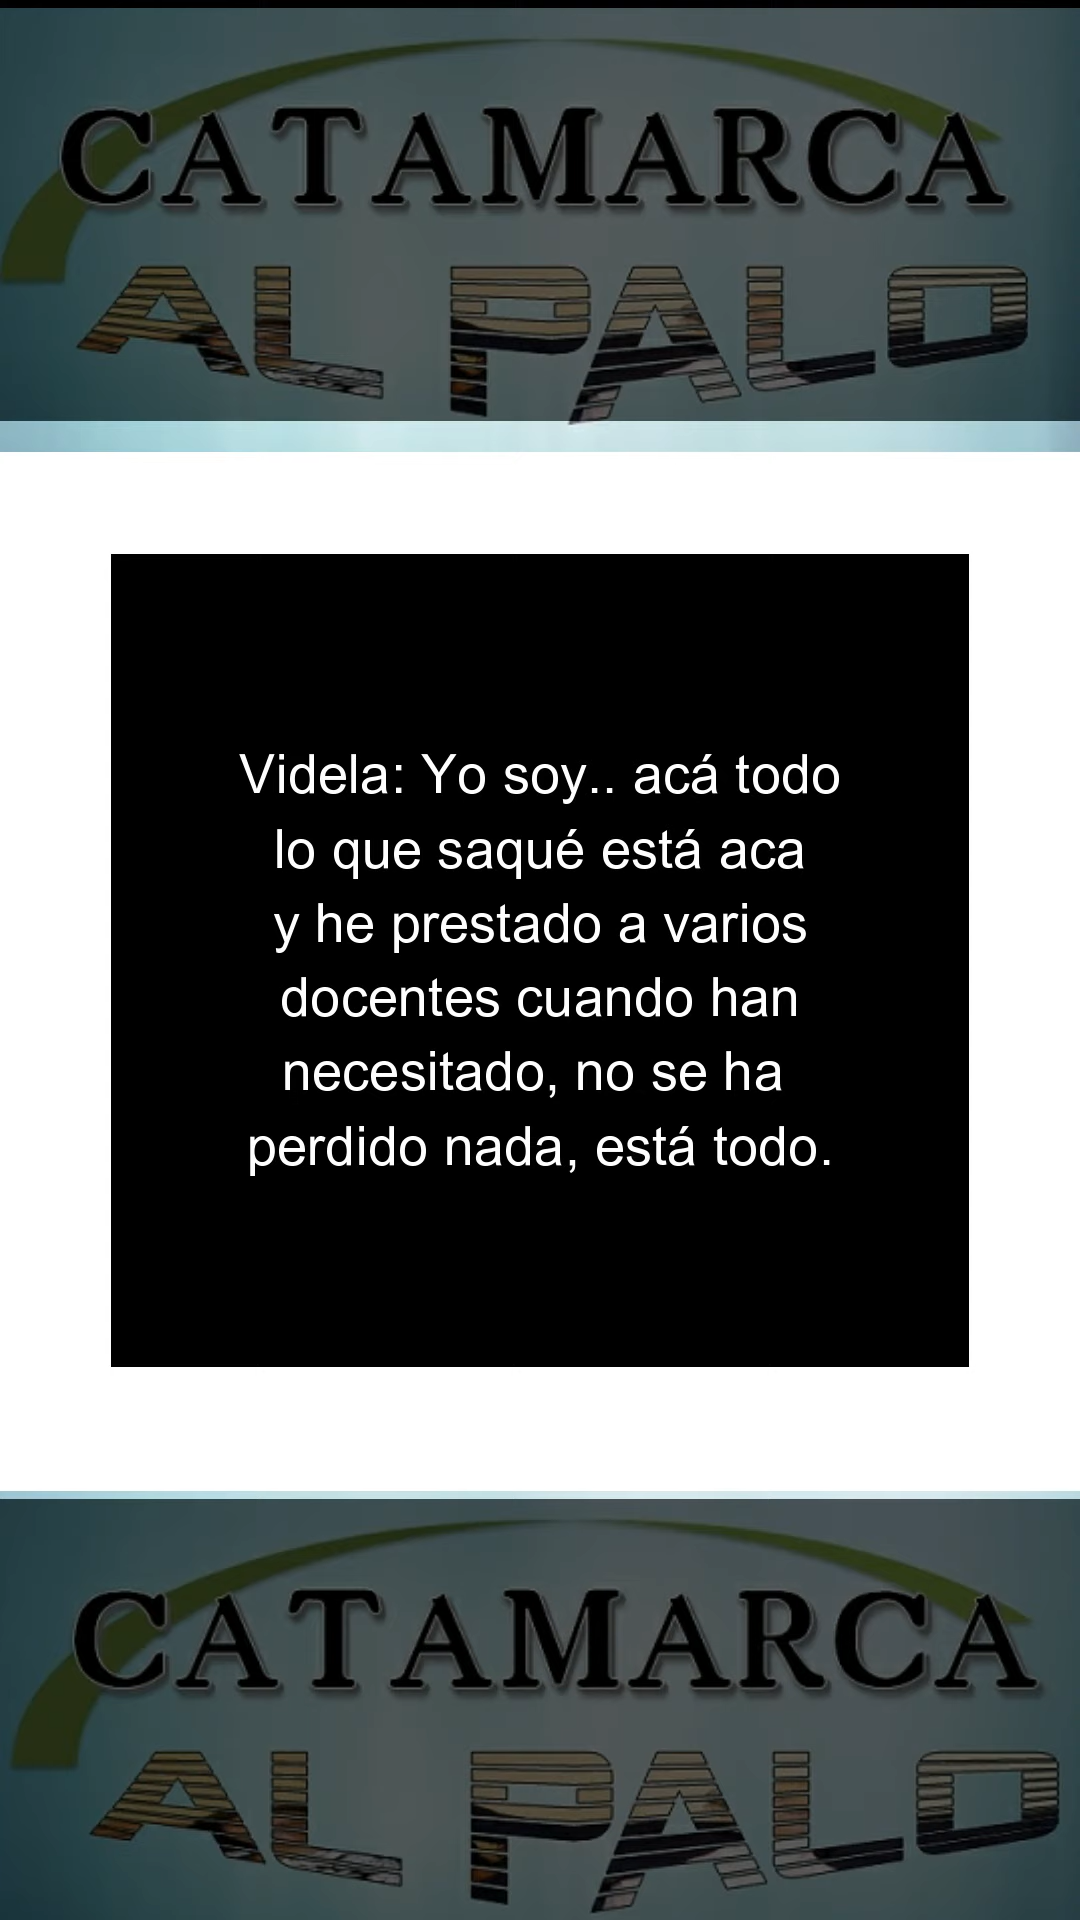 CATAMARCA
AL PALO
Videla: Yo soy.. acá todo
lo que saqué está aca
y he prestado a varios
docentes cuando han
necesitado, no se ha
perdido nada, está todo.
CATAMARCA
AL PALO